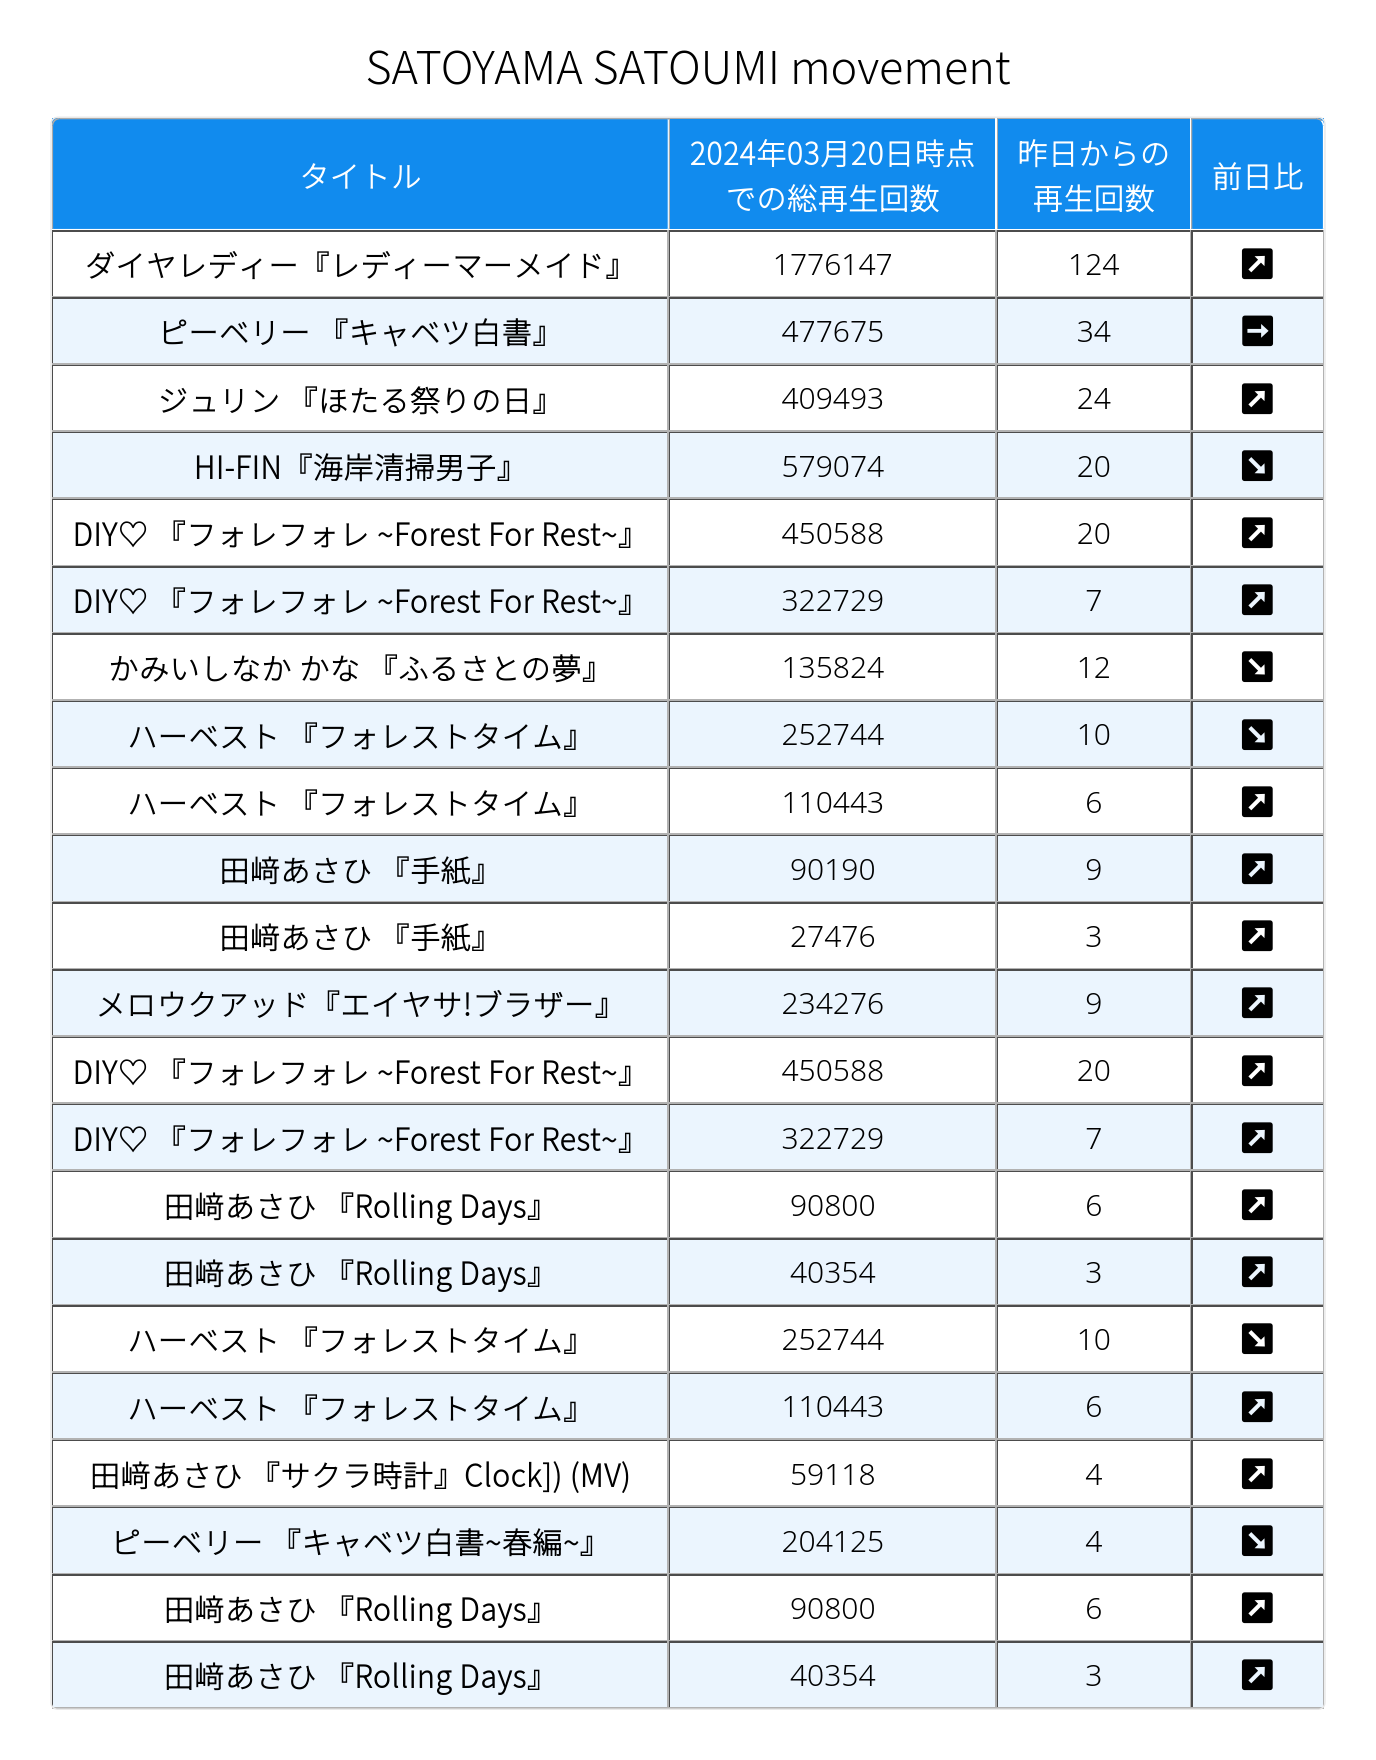 SATOYAMA SATOUMI movement
タイトル 2024年03月20日時点での総再生回数 昨日からの再生回数 前日比
ダイヤレディー『レディーマーメイド』 1776147 124 ↗
ピーベリー 『キャベツ白書』 477675 34 →
ジュリン 『ほたる祭りの日』 409493 24 ↗
HI-FIN『海岸清掃男子』 579074 20 ↘
DIY♡ 『フォレフォレ ~Forest For Rest~』 450588 20 ↗
DIY♡ 『フォレフォレ ~Forest For Rest~』 322729 7 ↗
かみいしなか かな 『ふるさとの夢』 135824 12 ↘
ハーベスト 『フォレストタイム』 252744 10 ↘
ハーベスト 『フォレストタイム』 110443 6 ↗
田﨑あさひ 『手紙』 90190 9 ↗
田﨑あさひ 『手紙』 27476 3 ↗
メロウクアッド『エイヤサ!ブラザー』 234276 9 ↗
DIY♡ 『フォレフォレ ~Forest For Rest~』 450588 20 ↗
DIY♡ 『フォレフォレ ~Forest For Rest~』 322729 7 ↗
田﨑あさひ 『Rolling Days』 90800 6 ↗
田﨑あさひ 『Rolling Days』 40354 3 ↗
ハーベスト 『フォレストタイム』 252744 10 ↘
ハーベスト 『フォレストタイム』 110443 6 ↗
田﨑あさひ 『サクラ時計』Clock]) (MV) 59118 4 ↗
ピーベリー 『キャベツ白書~春編~』 204125 4 ↘
田﨑あさひ 『Rolling Days』 90800 6 ↗
田﨑あさひ 『Rolling Days』 40354 3 ↗